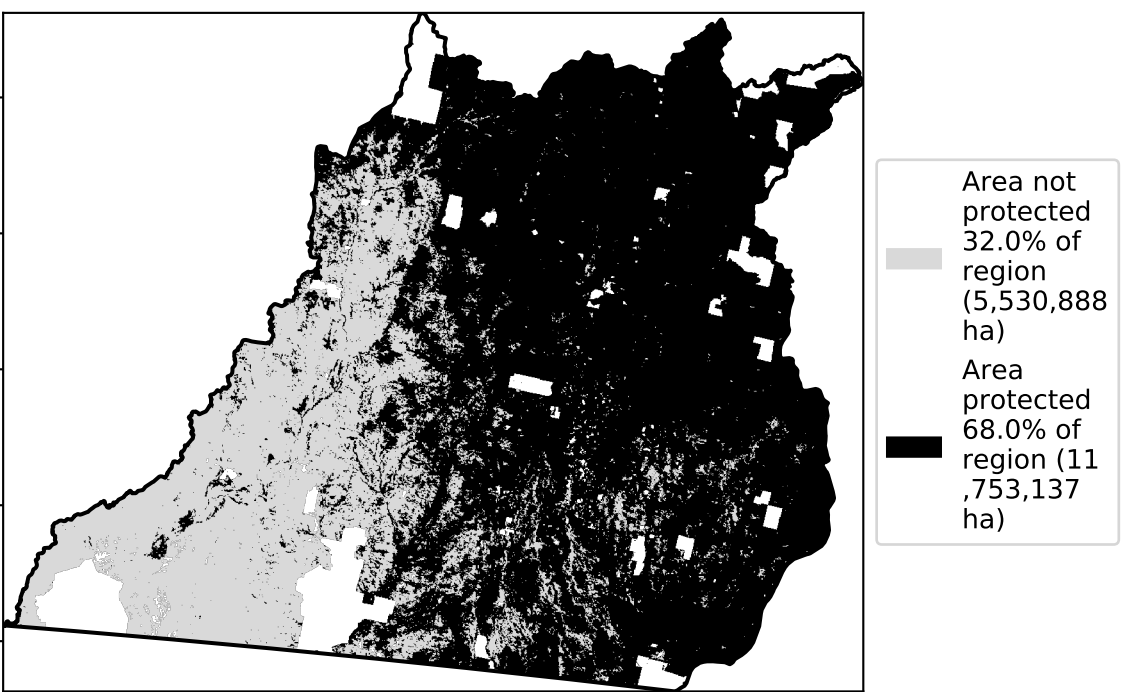 Area not
protected
32.0% of
region
(5,530,888
ha)
Area
protected
68.0% of
region (11
,753,137
ha)